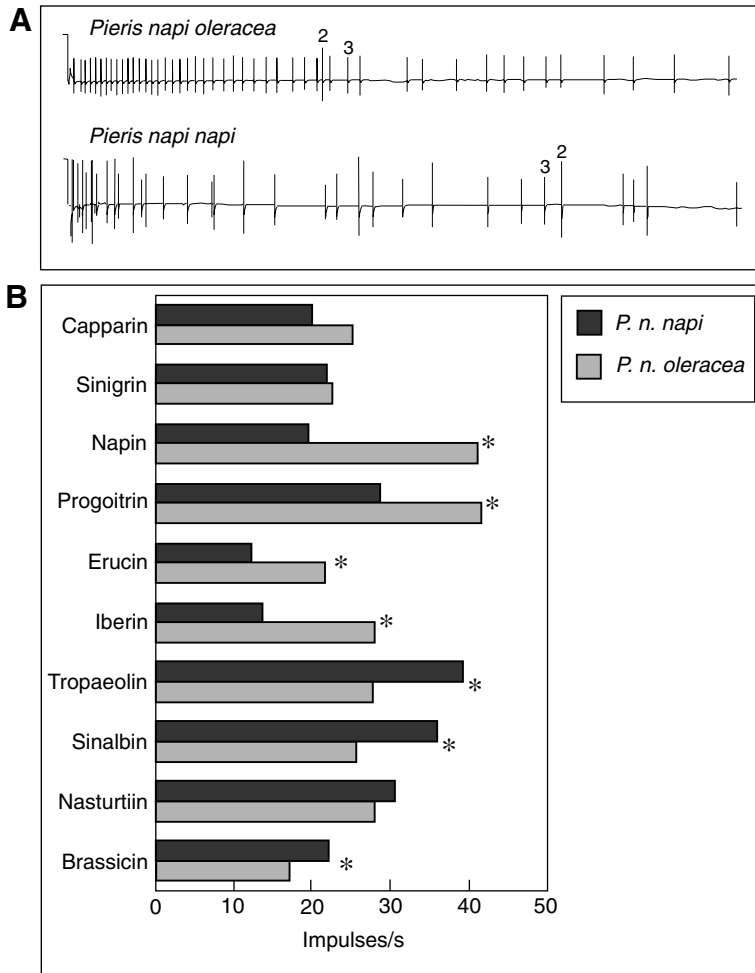 A
Pieris napi oleracea
2
3
Pieris napi napi
3
2
B
Capparin
Sinigrin
Napin
*
Progoitrin
*
Erucin
*
Iberin
*
Tropaeolin
*
Sinalbin
*
Nasturtiin
Brassicin
*
0 10 20 30 40 50
Impulses/s
P. n. napi
P. n. oleracea